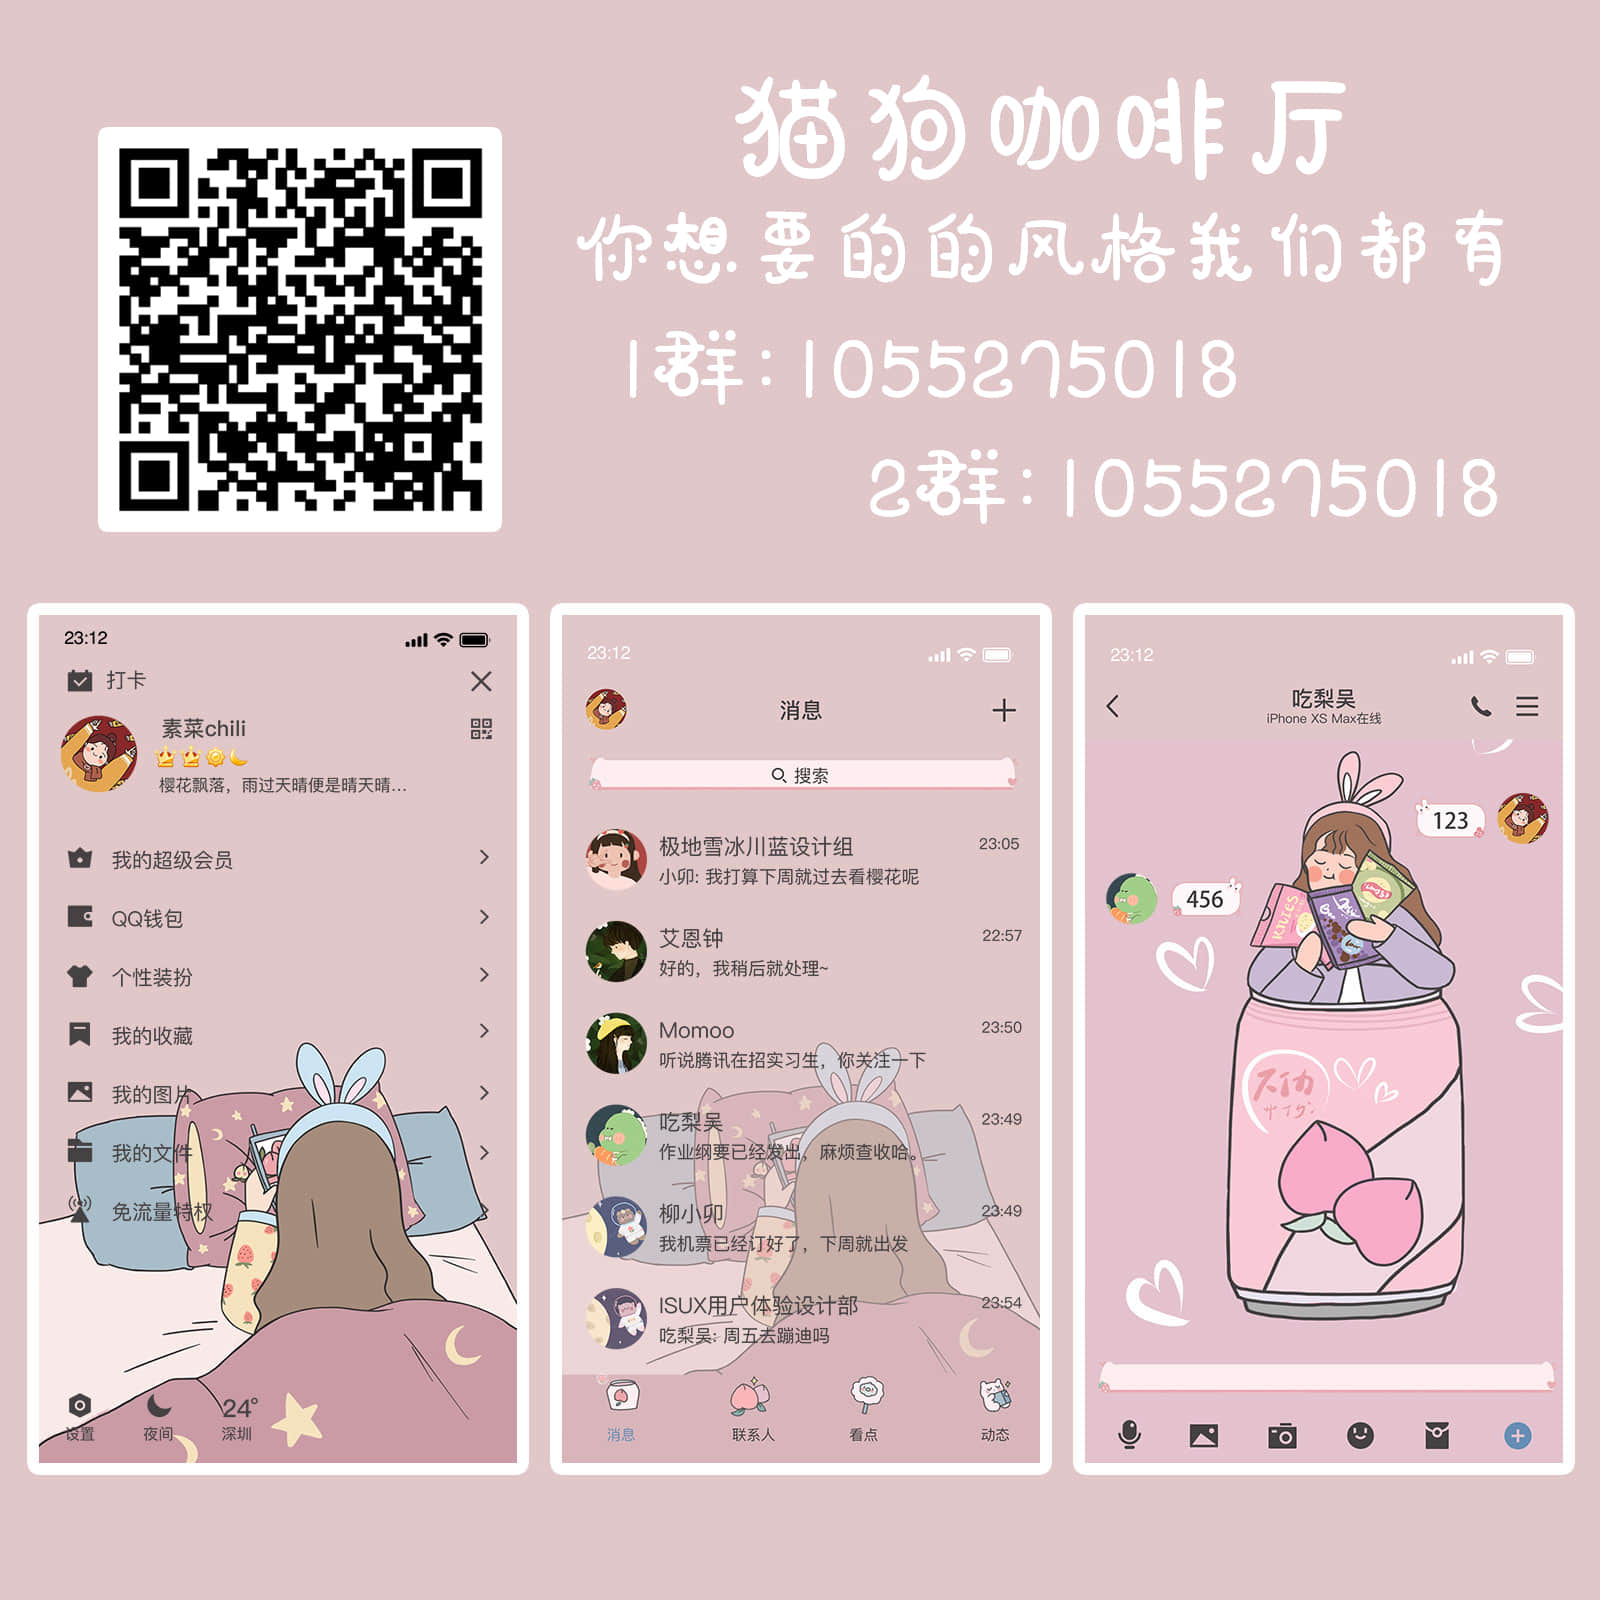 猫狗咖啡厅
你想要的的风格我们都有
1群:1055275018
2群:1055275018
23:12
打卡
素菜chili
樱花飘落，雨过天晴便是晴天晴...
我的超级会员
QQ钱包
个性装扮
我的收藏
我的图片
我的文件
免流量特权
24°
设置 夜间 深圳
23:12
消息
搜索
极地雪冰川蓝设计组 23:05
小卯: 我打算下周就过去看樱花呢
艾恩钟 22:57
好的，我稍后就处理~
Momoo 23:50
听说腾讯在招实习生，你关注一下
吃梨吴 23:49
作业纲要已经发出，麻烦查收哈。
柳小卯 23:49
我机票已经订好了，下周就出发
ISUX用户体验设计部 23:54
吃梨吴: 周五去蹦迪吗
消息 联系人 看点 动态
23:12
吃梨吴
iPhone XS Max在线
123
456